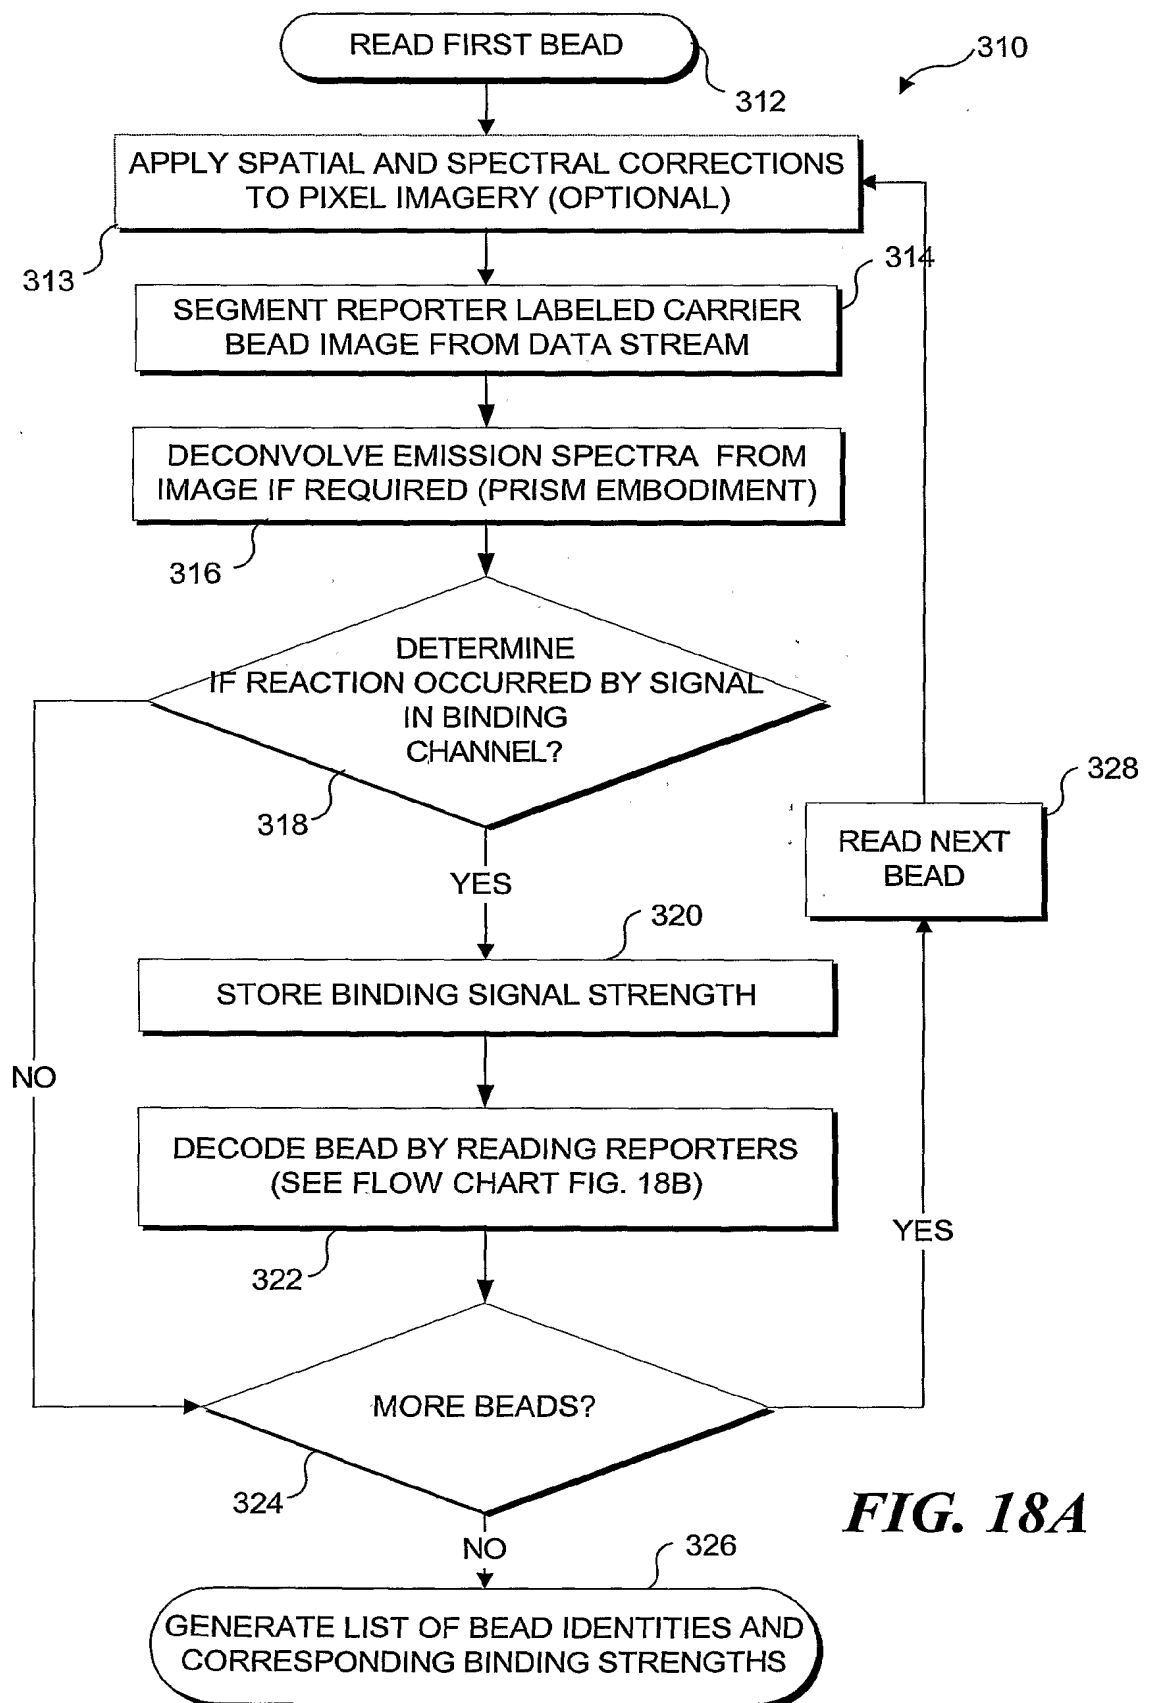 READ FIRST BEAD
310
312
APPLY SPATIAL AND SPECTRAL CORRECTIONS
TO PIXEL IMAGERY (OPTIONAL)
313
314
SEGMENT REPORTER LABELED CARRIER
BEAD IMAGE FROM DATA STREAM
DECONVOLVE EMISSION SPECTRA FROM
IMAGE IF REQUIRED (PRISM EMBODIMENT)
316
DETERMINE
IF REACTION OCCURRED BY SIGNAL
IN BINDING
CHANNEL?
318
328
READ NEXT
BEAD
YES
320
STORE BINDING SIGNAL STRENGTH
NO
DECODE BEAD BY READING REPORTERS
(SEE FLOW CHART FIG. 18B)
YES
322
MORE BEADS?
324
FIG. 18A
NO
326
GENERATE LIST OF BEAD IDENTITIES AND
CORRESPONDING BINDING STRENGTHS